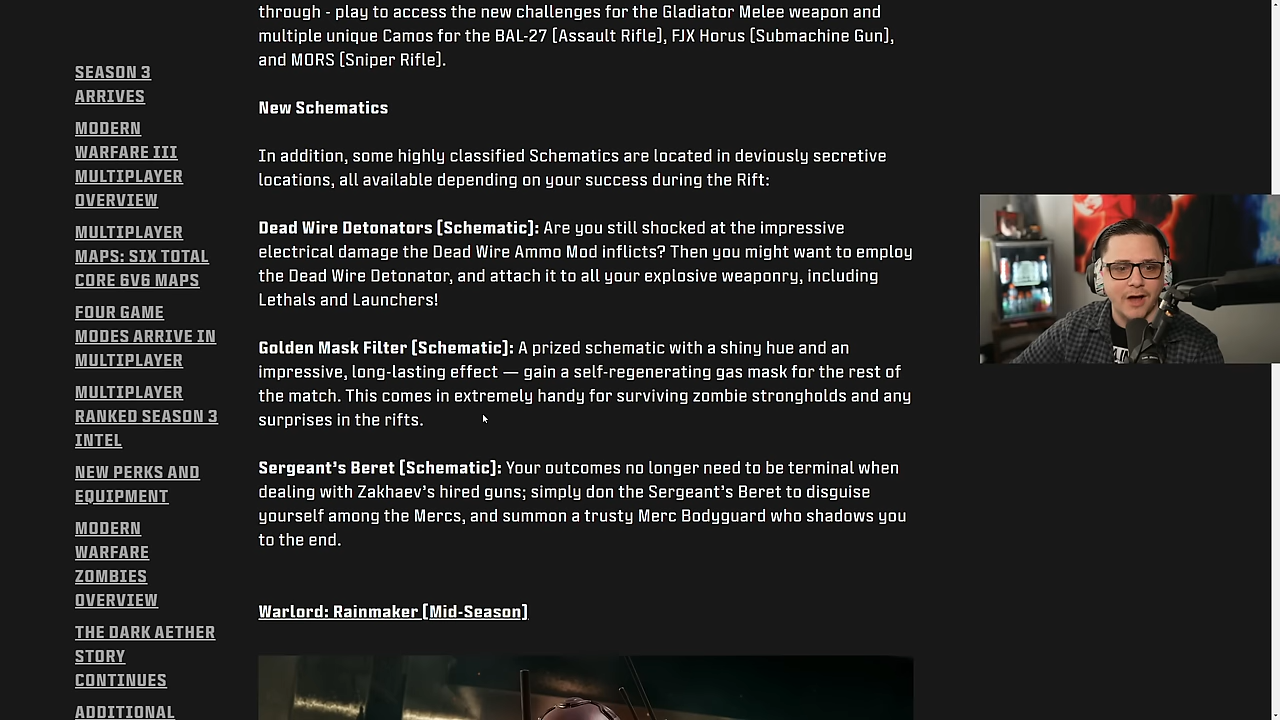 SEASON 3
ARRIVES
MODERN
WARFARE III
MULTIPLAYER
OVERVIEW
MULTIPLAYER
MAPS: SIX TOTAL
CORE 6V6 MAPS
FOUR GAME
MODES ARRIVE IN
MULTIPLAYER
MULTIPLAYER
RANKED SEASON 3
INTEL
NEW PERKS AND
EQUIPMENT
MODERN
WARFARE
ZOMBIES
OVERVIEW
THE DARK AETHER
STORY
CONTINUES
ADDITIONAL
through - play to access the new challenges for the Gladiator Melee weapon and
multiple unique Camos for the BAL-27 (Assault Rifle), FJX Horus (Submachine Gun),
and MORS (Sniper Rifle).
New Schematics
In addition, some highly classified Schematics are located in deviously secretive
locations, all available depending on your success during the Rift:
Dead Wire Detonators (Schematic): Are you still shocked at the impressive
electrical damage the Dead Wire Ammo Mod inflicts? Then you might want to employ
the Dead Wire Detonator, and attach it to all your explosive weaponry, including
Lethals and Launchers!
Golden Mask Filter (Schematic): A prized schematic with a shiny hue and an
impressive, long-lasting effect — gain a self-regenerating gas mask for the rest of
the match. This comes in extremely handy for surviving zombie strongholds and any
surprises in the rifts.
Sergeant's Beret (Schematic): Your outcomes no longer need to be terminal when
dealing with Zakhaev's hired guns; simply don the Sergeant's Beret to disguise
yourself among the Mercs, and summon a trusty Merc Bodyguard who shadows you
to the end.
Warlord: Rainmaker (Mid-Season)